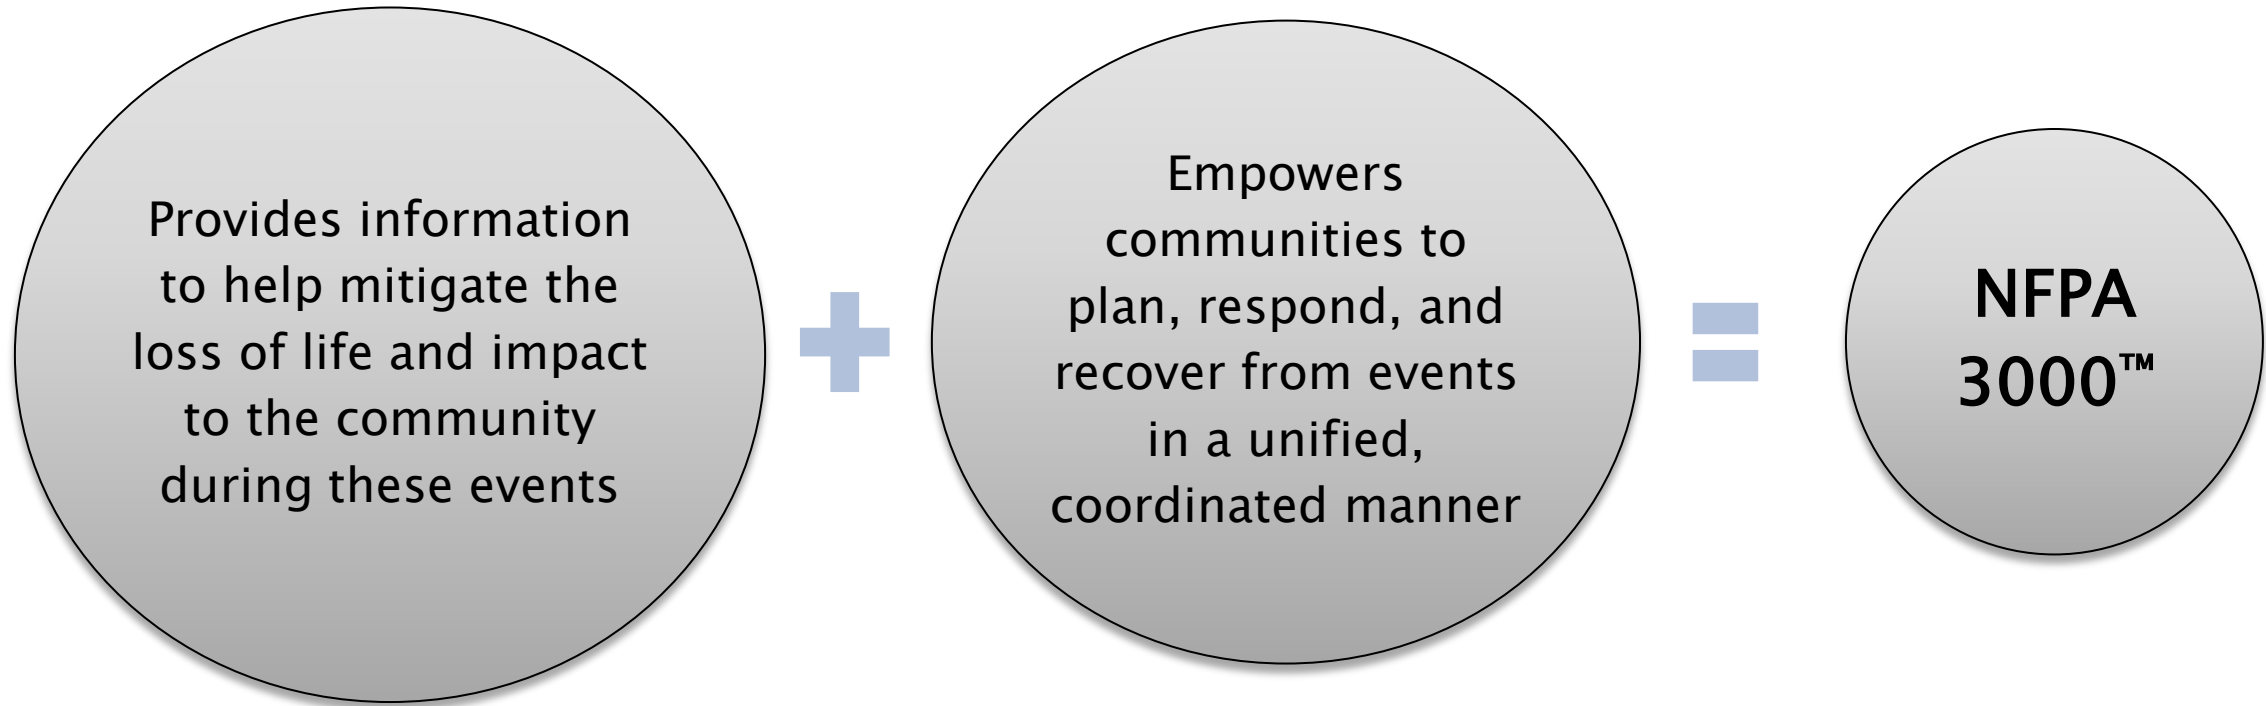 Provides information
to help mitigate the
loss of life and impact
to the community
during these events
+
Empowers
communities to
plan, respond, and
recover from events
in a unified,
coordinated manner
=
NFPA
3000™